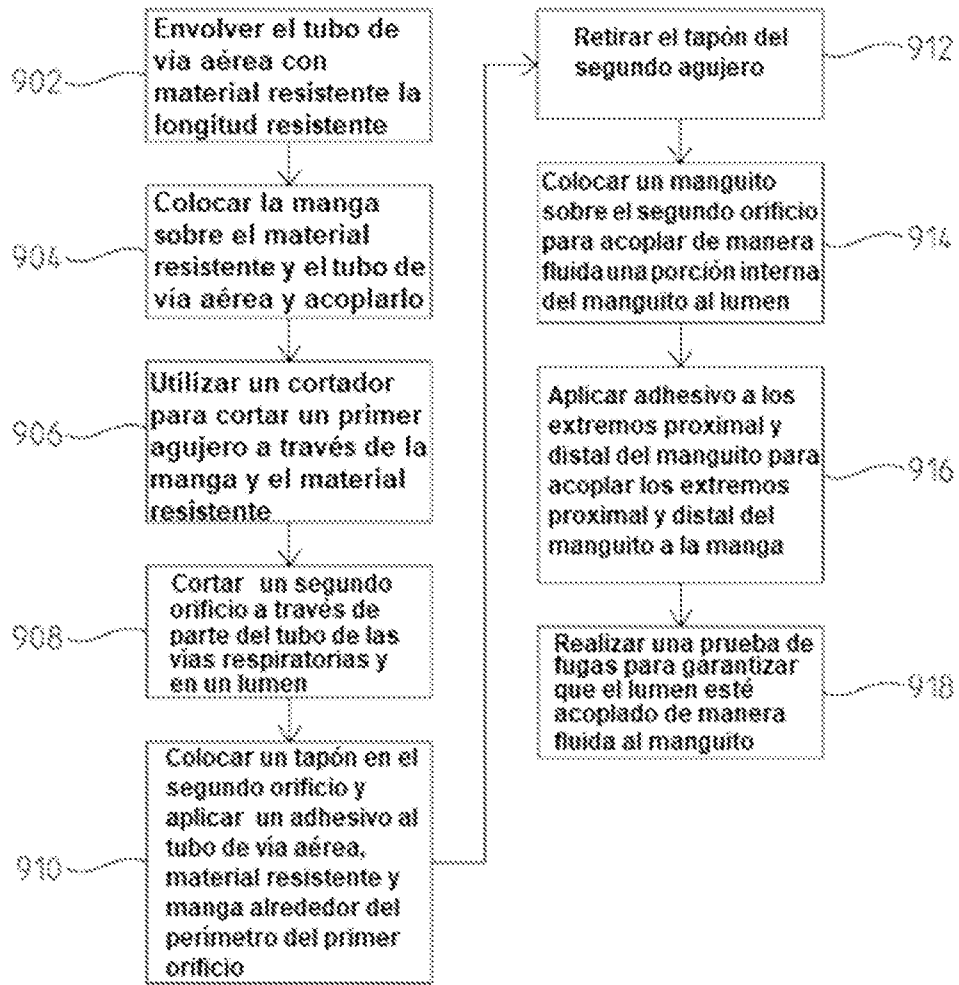 902
Envolver el tubo de
vía aérea con
material resistente la
longitud resistente
904
Colocar la manga
sobre el material
resistente y el tubo de
vía aérea y acoplarlo
906
Utilizar un cortador
para cortar un primer
agujero a través de la
manga y el material
resistente
908
Cortar un segundo
orificio a través de
parte del tubo de las
vías respiratorias y
en un lumen
910
Colocar un tapón en el
segundo orificio y
aplicar un adhesivo al
tubo de vía aérea,
material resistente y
manga alrededor del
perímetro del primer
orificio
Retirar el tapón del
segundo agujero
912
Colocar un manguito
sobre el segundo orificio
para acoplar de manera
fluida una porción interna
del manguito al lumen
914
Aplicar adhesivo a los
extremos proximal y
distal del manguito para
acoplar los extremos
proximal y distal del
manguito a la manga
916
Realizar una prueba de
fugas para garantizar
que el lumen esté
acoplado de manera
fluida al manguito
918